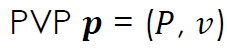 PVP p = (P, v)